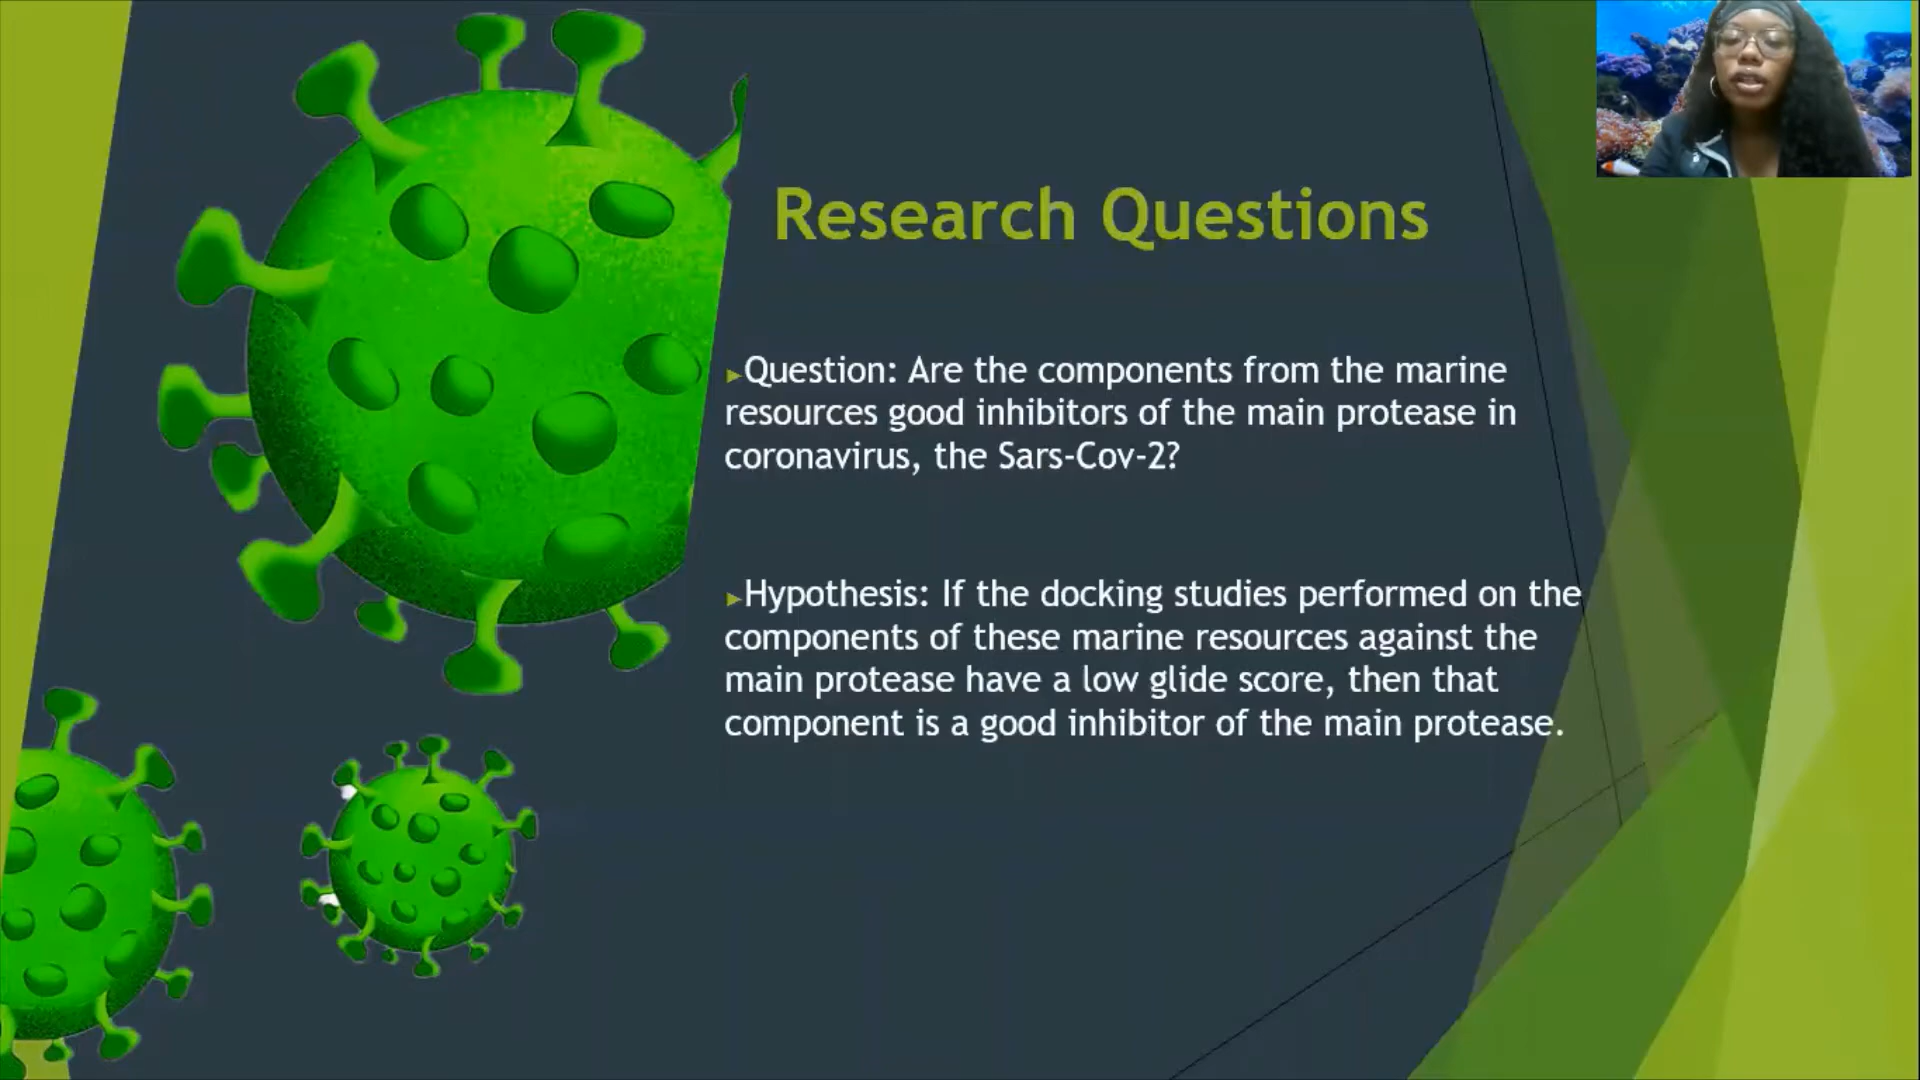 Research Questions
▸Question: Are the components from the marine
resources good inhibitors of the main protease in
coronavirus, the Sars-Cov-2?
▸Hypothesis: If the docking studies performed on the
components of these marine resources against the
main protease have a low glide score, then that
component is a good inhibitor of the main protease.